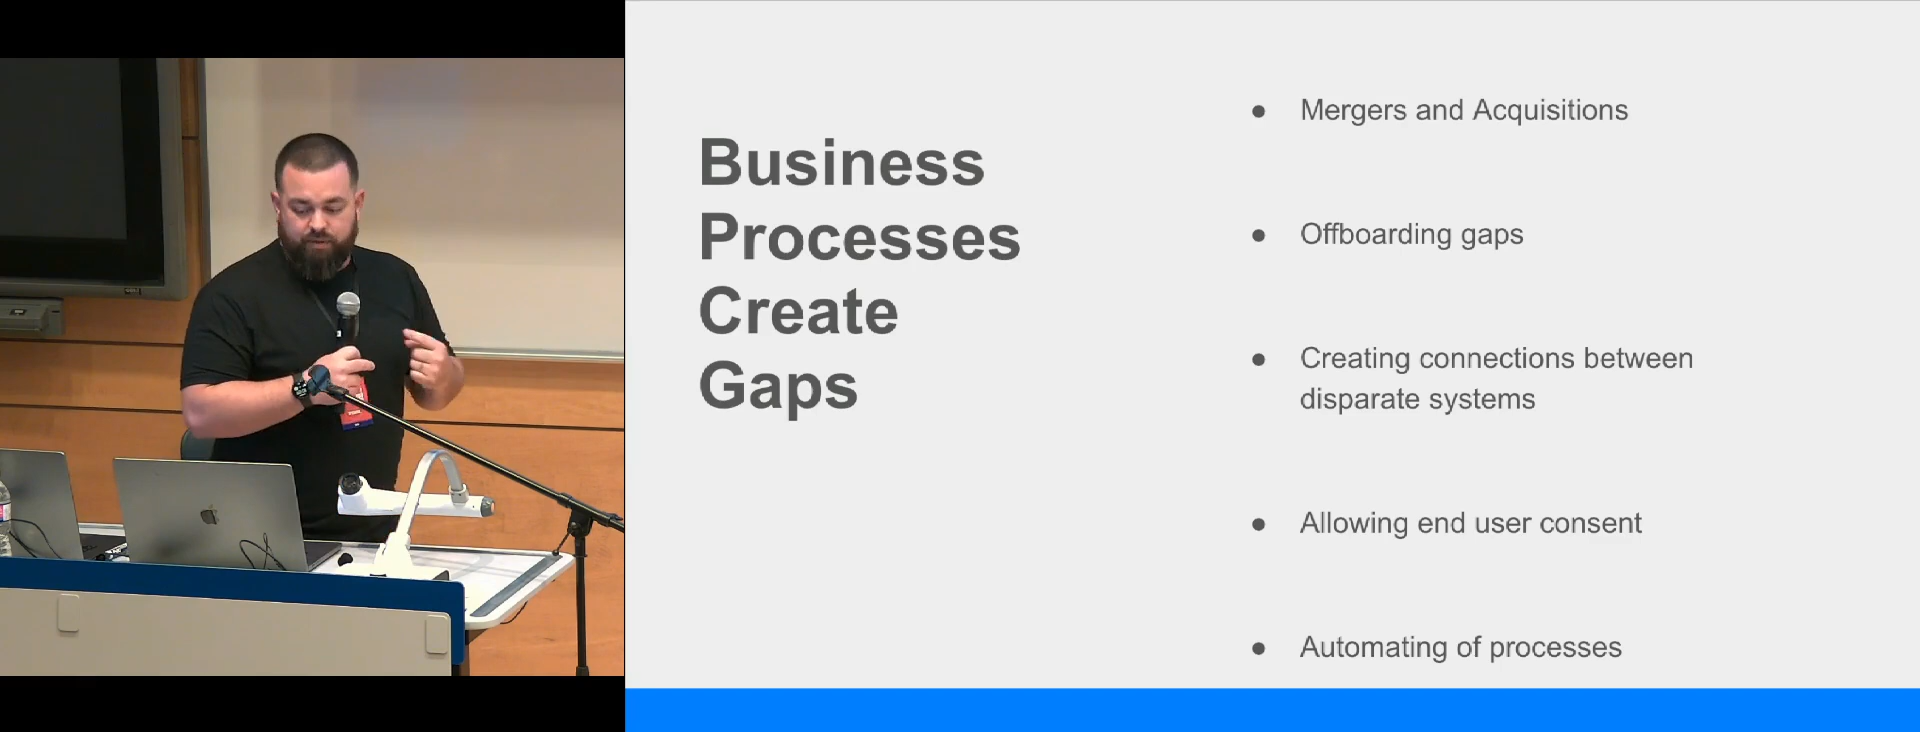 Business
Processes
Create
Gaps
● Mergers and Acquisitions
● Offboarding gaps
● Creating connections between
disparate systems
● Allowing end user consent
● Automating of processes